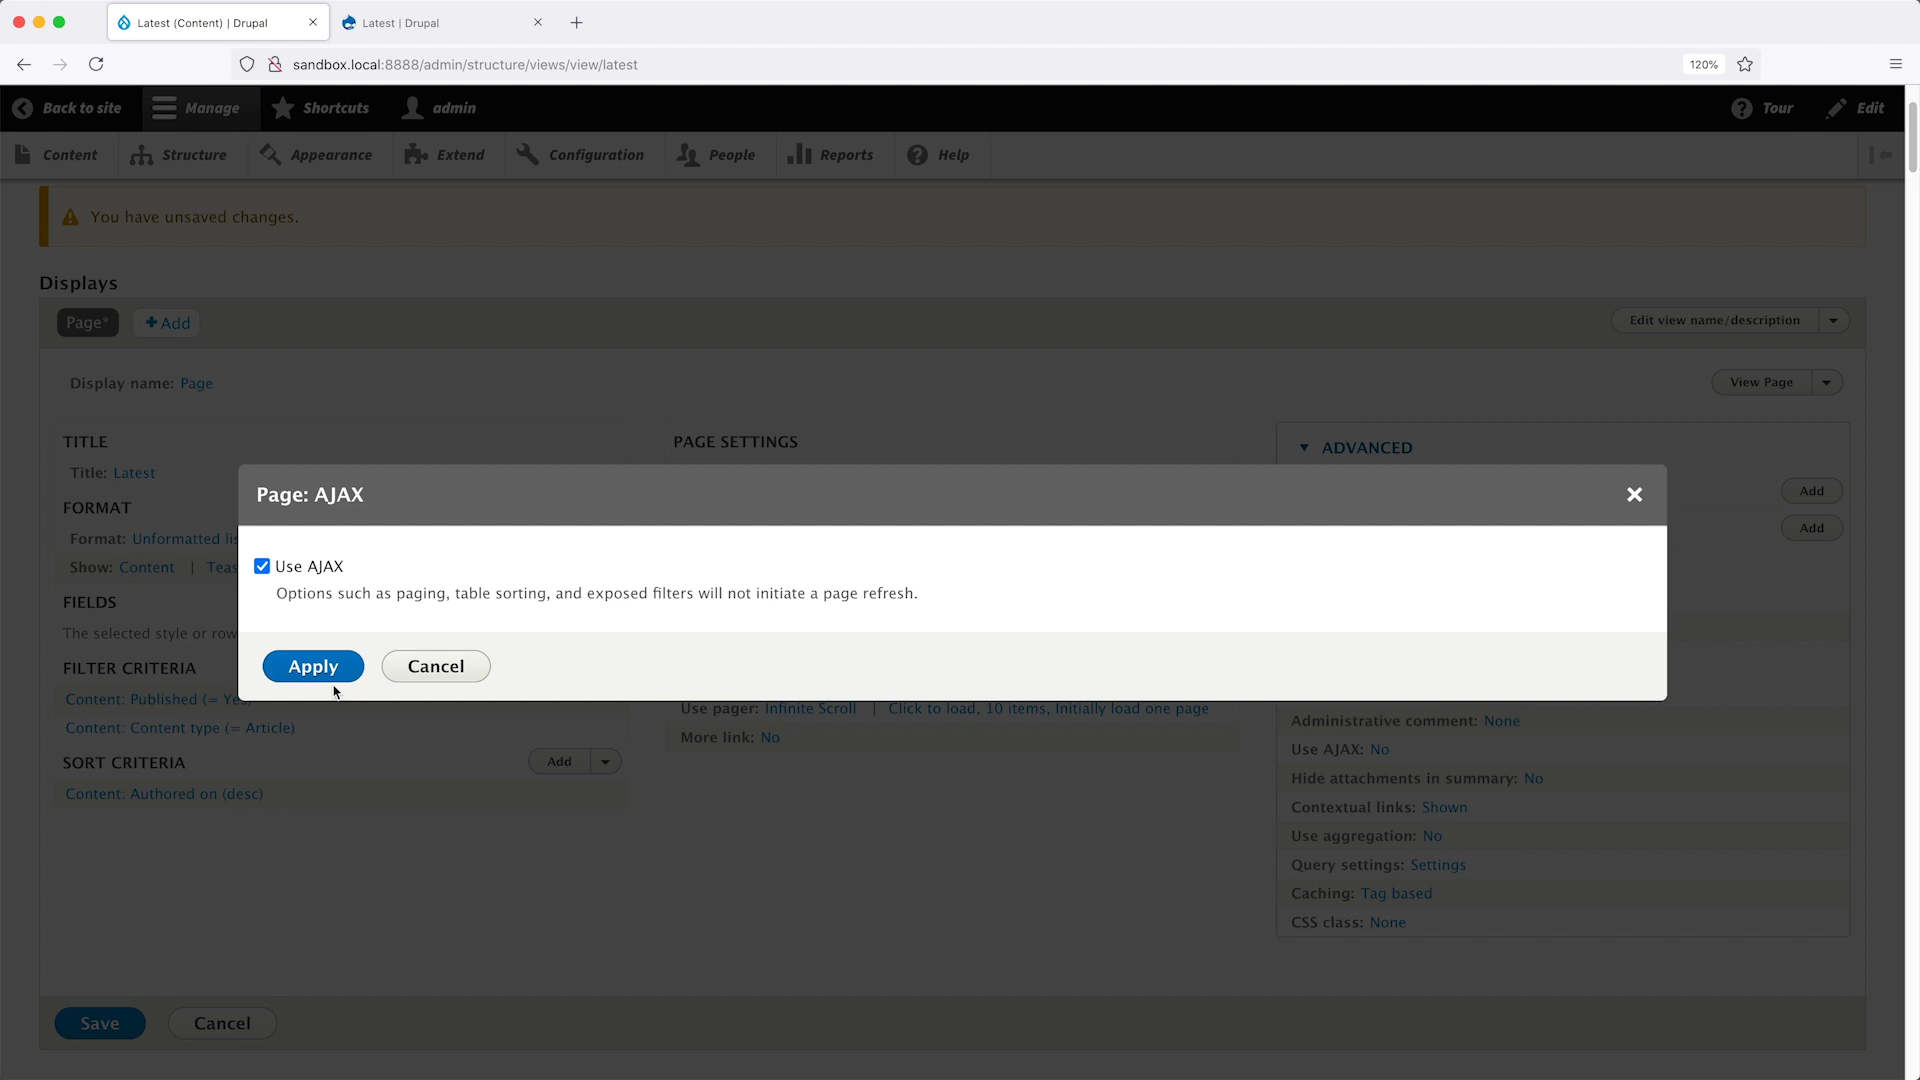 Latest (Content) | Drupal
Latest | Drupal
sandbox.local:8888/admin/structure/views/view/latest
120%
Back to site
Manage
Shortcuts
admin
Tour
Edit
Content
Structure
Appearance
Extend
Configuration
People
Reports
Help
You have unsaved changes.
Displays
Page*
Add
Edit view name/description
Display name: Page
View Page
TITLE
Title: Latest
FORMAT
Format: Unformatted lis
Show: Content | Teas
FIELDS
The selected style or row
FILTER CRITERIA
Content: Published (= Yes)
Content: Content type (= Article)
SORT CRITERIA
Add
Content: Authored on (desc)
PAGE SETTINGS
Use pager: Infinite Scroll | Click to load, 10 items, Initially load one page
More link: No
ADVANCED
Add
Add
Administrative comment: None
Use AJAX: No
Hide attachments in summary: No
Contextual links: Shown
Use aggregation: No
Query settings: Settings
Caching: Tag based
CSS class: None
Page: AJAX
Use AJAX
Options such as paging, table sorting, and exposed filters will not initiate a page refresh.
Apply
Cancel
Save
Cancel